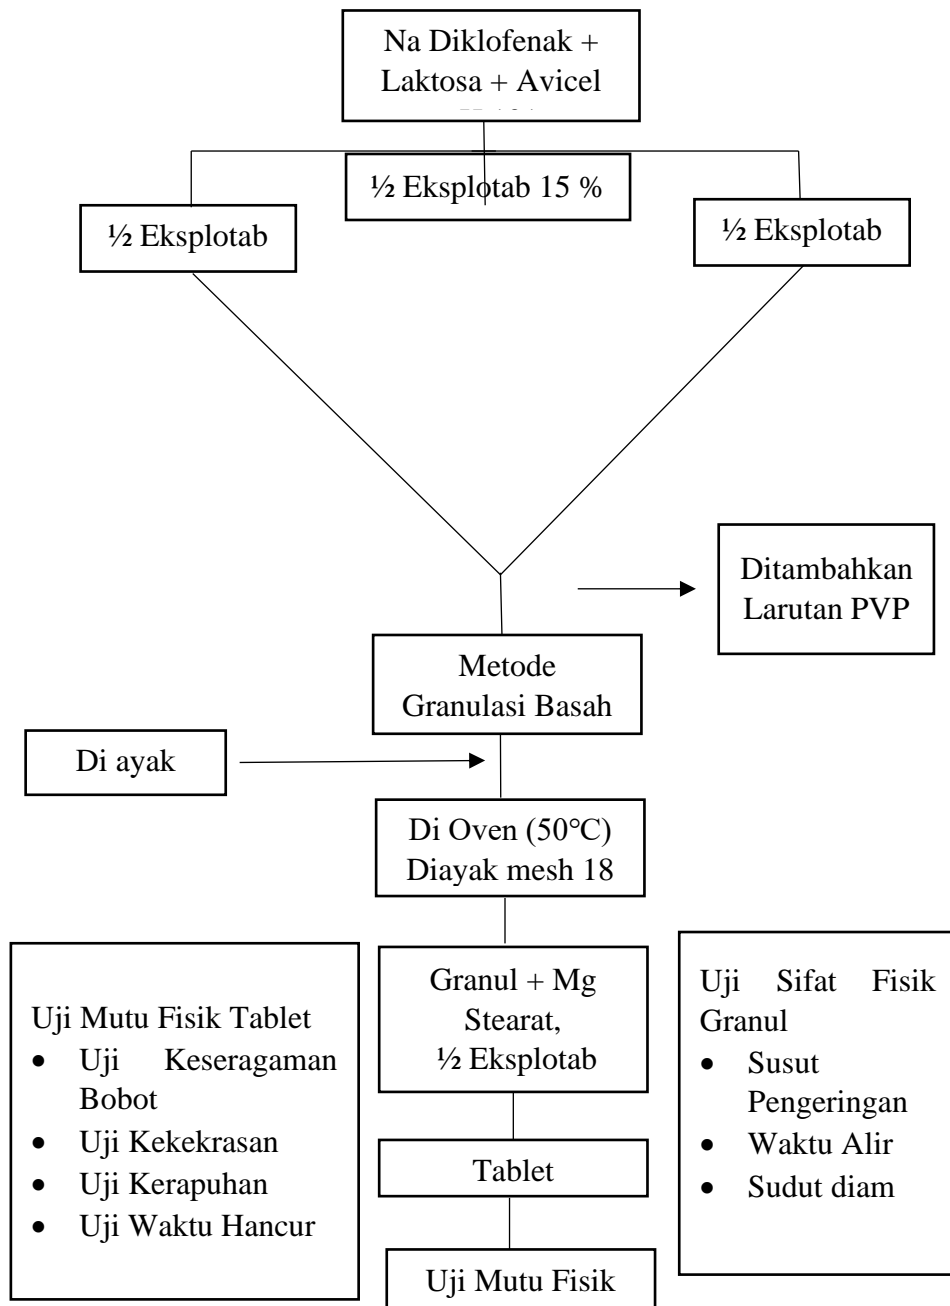 Na Diklofenak +
Laktosa + Avicel
½ Eksplotab 15 %
½ Eksplotab
½ Eksplotab
Ditambahkan
Larutan PVP
Metode
Granulasi Basah
Di ayak
Di Oven (50°C)
Diayak mesh 18
Uji Mutu Fisik Tablet
• Uji Keseragaman
Bobot
• Uji Kekekrasan
• Uji Kerapuhan
• Uji Waktu Hancur
Granul + Mg
Stearat,
½ Eksplotab
Uji Sifat Fisik
Granul
• Susut
Pengeringan
• Waktu Alir
• Sudut diam
Tablet
Uji Mutu Fisik